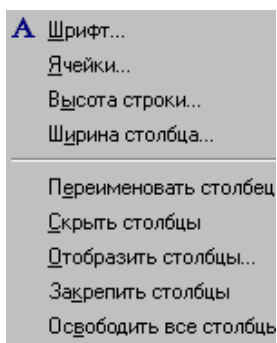 Шрифт...
Ячейки...
Высота строки...
Ширина столбца...
Переименовать столбец
Скрыть столбцы
Отобразить столбцы...
Закрепить столбцы
Освободить все столбцы